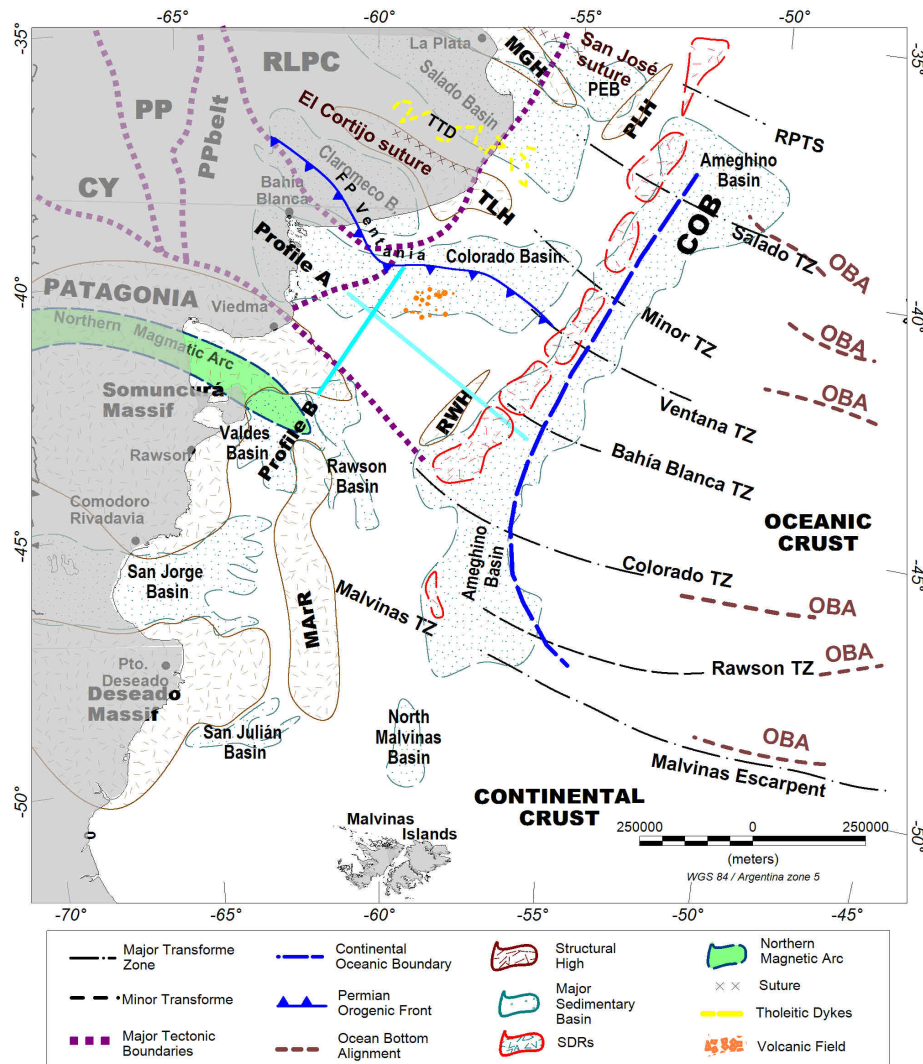 -65° -60° -55° -50°
-35°
La Plata
RLPC
MGH
San José
suture
PEB
PLH
-35°
PP
PPbelt
Salado Basin
El Cortijo suture
TTD
RPTS
Ameghino
Basin
CY
Claromeco B
Bahía
Blanca
FP Ventania
TLH
COB
Salado TZ
OBA
Profile A
Colorado Basin
-40°
PATAGONIA
Viedma
Minor TZ
OBA
-40°
Northern Magmatic Arc
Ventana TZ
OBA
Somuncurá
Massif
RWH
Valdes
Basin
Profile B
Rawson
Rawson
Basin
Bahía Blanca TZ
Comodoro
Rivadavia
OCEANIC
CRUST
-45°
Ameghino
Basin
Colorado TZ
-45°
San Jorge
Basin
MArR
Malvinas TZ
OBA
Pto.
Deseado
Rawson TZ
OBA
Deseado
Massif
San Julián
Basin
North
Malvinas
Basin
OBA
Malvinas Escarpent
-50°
CONTINENTAL
CRUST
Malvinas
Islands
250000 0 250000
(meters)
WGS 84 / Argentina zone 5
-50°
0
-70° -65° -60° -55° -50° -45°
Major Transforme
Zone
Minor Transforme
Major Tectonic
Boundaries
Continental
Oceanic Boundary
Permian
Orogenic Front
Ocean Bottom
Alignment
Structural
High
Major
Sedimentary
Basin
SDRs
Northern
Magnetic Arc
Suture
Tholeitic Dykes
Volcanic Field